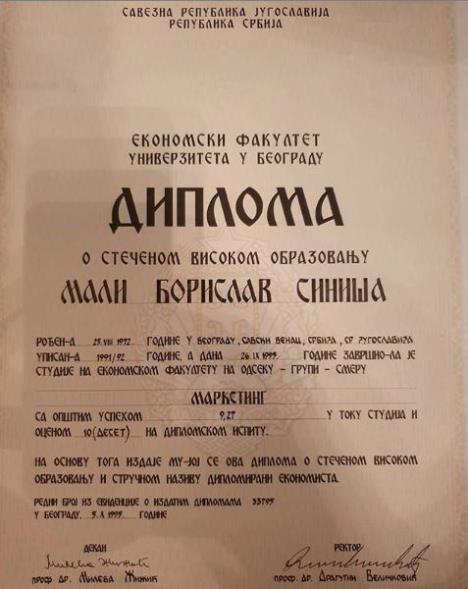 САВЕЗНА РЕПУБЛИКА ЈУГОСЛАВИЈА
РЕПУБЛИКА СРБИЈА
ЕКОНОМСКИ ФАКУЛТЕТ
УНИВЕРЗИТЕТА У БЕОГРАДУ
ДИПЛОМА
О СТЕЧЕНОМ ВИСОКОМ ОБРАЗОВАЊУ
МАЛИ БОРИСЛАВ СИНИША
РОЂЕН-А 25. VIII 1972. ГОДИНЕ У БЕОГРАДУ, САВСКИ ВЕНАЦ, СРБИЈА, СР ЈУГОСЛАВИЈА
УПИСАН-А 1991/92 ГОДИНЕ, А ДАНА 26. IX 1995. ГОДИНЕ ЗАВРШИО-ЛА ЈЕ
СТУДИЈЕ НА ЕКОНОМСКОМ ФАКУЛТЕТУ НА ОДСЕКУ - ГРУПИ - СМЕРУ
МАРКЕТИНГ
СА ОПШТИМ УСПЕХОМ 9,27 У ТОКУ СТУДИЈА И
ОЦЕНОМ 10 (ДЕСЕТ) НА ДИПЛОМСКОМ ИСПИТУ.
НА ОСНОВУ ТОГА ИЗДАЈЕ МУ-ЈОЈ СЕ ОВА ДИПЛОМА О СТЕЧЕНОМ ВИСОКОМ
ОБРАЗОВАЊУ И СТРУЧНОМ НАЗИВУ ДИПЛОМИРАНИ ЕКОНОМИСТА.
РЕДНИ БРОЈ ИЗ ЕВИДЕНЦИЈЕ О ИЗДАТИМ ДИПЛОМАМА
У БЕОГРАДУ, 5. X 1995. ГОДИНЕ
ДЕКАН РЕКТОР
ПРОФ. ДР. МИЛЕВА ЖИЖИЋ ПРОФ. ДР. ДРАГУТИН ВЕЛИЧКОВИЋ